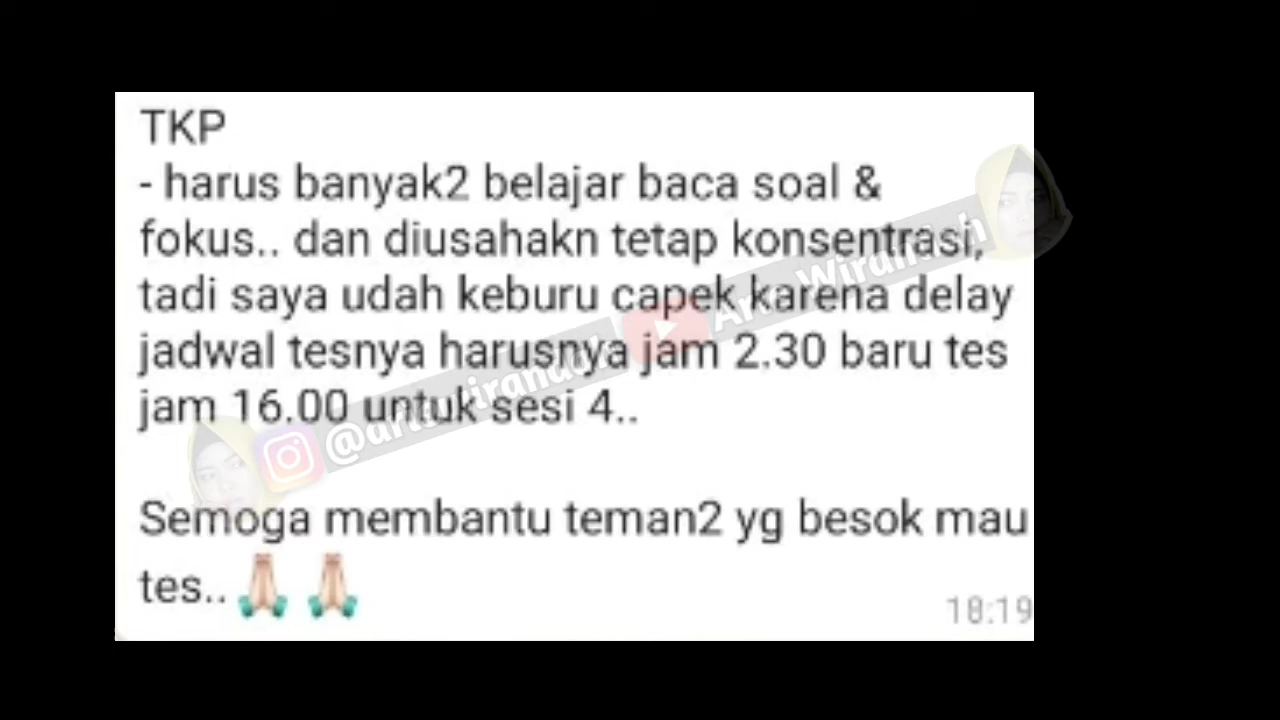 TKP
- harus banyak2 belajar baca soal &
fokus.. dan diusahakn tetap konsentrasi,
tadi saya udah keburu capek karena delay
jadwal tesnya harusnya jam 2.30 baru tes
jam 16.00 untuk sesi 4..
Semoga membantu teman2 yg besok mau
tes.. 🙏🏻 🙏🏻
18:19